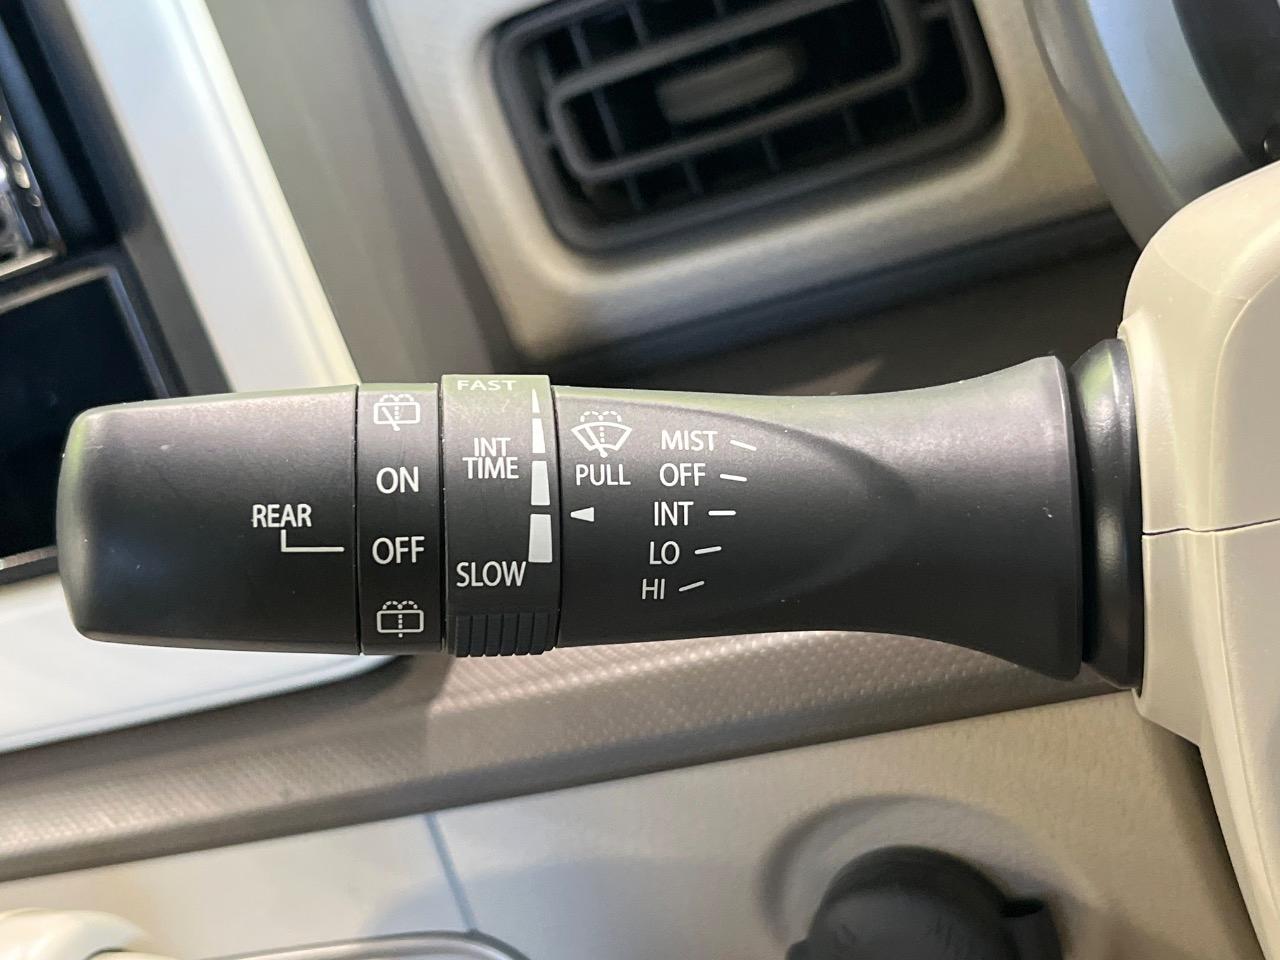 REAR
ON
OFF
FAST
INT
TIME
SLOW
PULL
MIST
OFF
INT
LO
HI